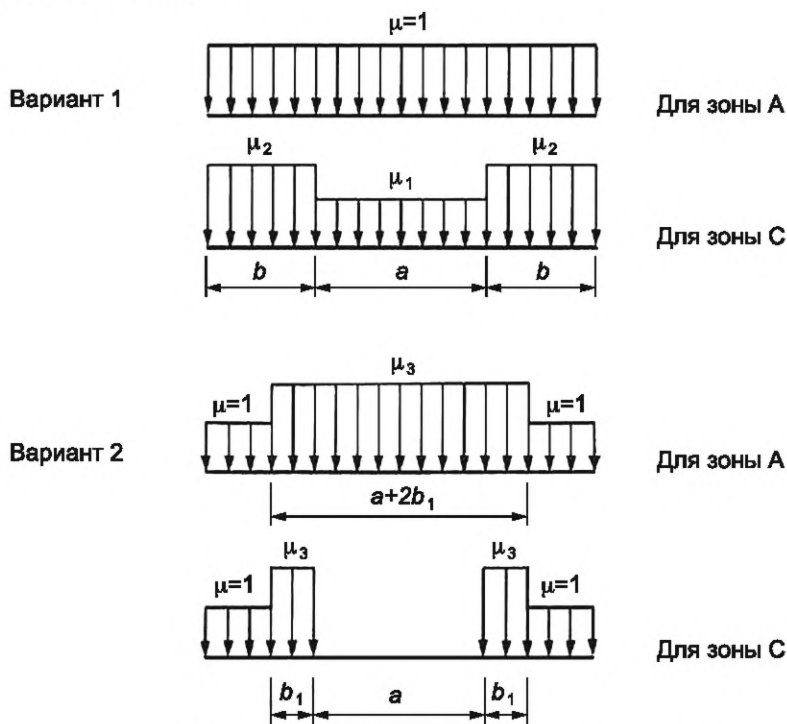 μ=1
Вариант 1 Для зоны А
μ₂ μ₁ μ₂
Для зоны С
b a b
μ₃
μ=1 μ=1
Вариант 2 Для зоны А
a+2b₁
μ₃ μ₃
μ=1 μ=1
Для зоны С
b₁ a b₁